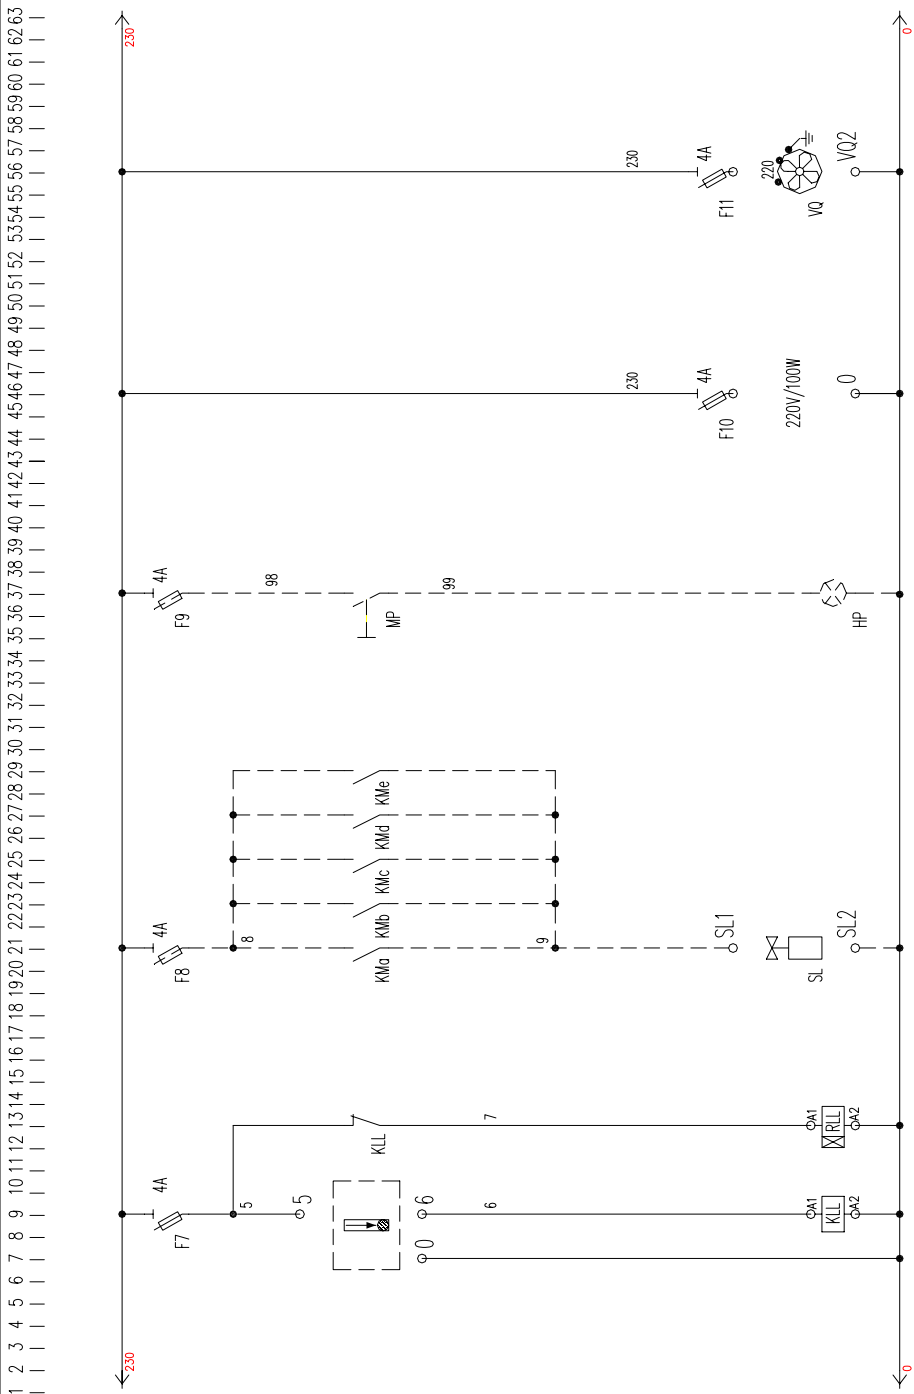 63
62
61
60
59
58
57
56
55
54
53
52
51
50
49
48
47
46
45
44
43
42
41
40
39
38
37
36
35
34
33
32
31
30
29
28
27
26
25
24
23
22
21
20
19
18
17
16
15
14
13
12
11
10
9
8
7
6
5
4
3
2
1
230
0
230
4A
F11
220
VQ
VQ2
230
4A
F10
220V/100W
0
4A
F9
98
MP
99
HP
KMe
KMd
KMc
KMb
KMa
4A
F8
8
9
SL1
SL
SL2
4A
F7
5
5
KLL
7
A1
RLL
A2
6
0
6
A1
KLL
A2
230
0